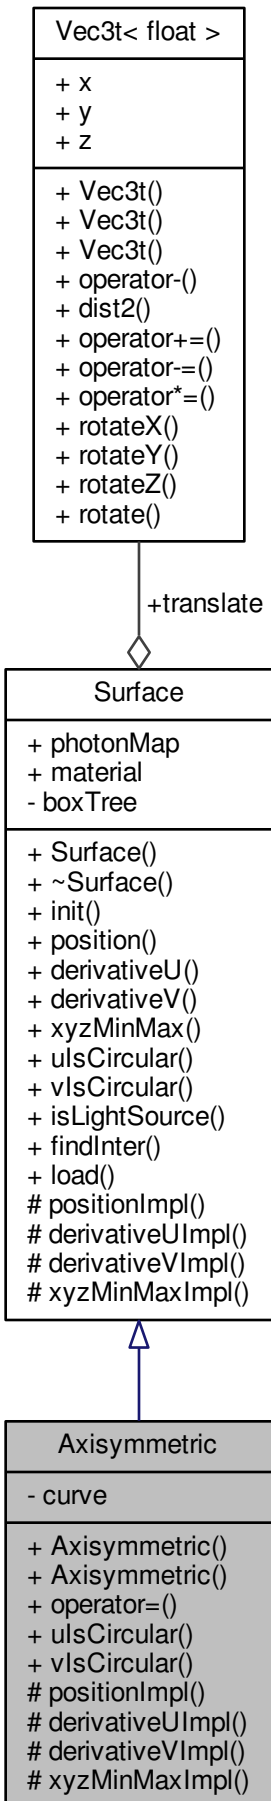 Vec3t< float >
+ x
+ y
+ z
+ Vec3t()
+ Vec3t()
+ Vec3t()
+ operator-()
+ dist2()
+ operator+=()
+ operator-=()
+ operator*=()
+ rotateX()
+ rotateY()
+ rotateZ()
+ rotate()
+translate
Surface
+ photonMap
+ material
- boxTree
+ Surface()
+ ~Surface()
+ init()
+ position()
+ derivativeU()
+ derivativeV()
+ xyzMinMax()
+ uIsCircular()
+ vIsCircular()
+ isLightSource()
+ findInter()
+ load()
# positionImpl()
# derivativeUImpl()
# derivativeVImpl()
# xyzMinMaxImpl()
Axisymmetric
- curve
+ Axisymmetric()
+ Axisymmetric()
+ operator=()
+ uIsCircular()
+ vIsCircular()
# positionImpl()
# derivativeUImpl()
# derivativeVImpl()
# xyzMinMaxImpl()